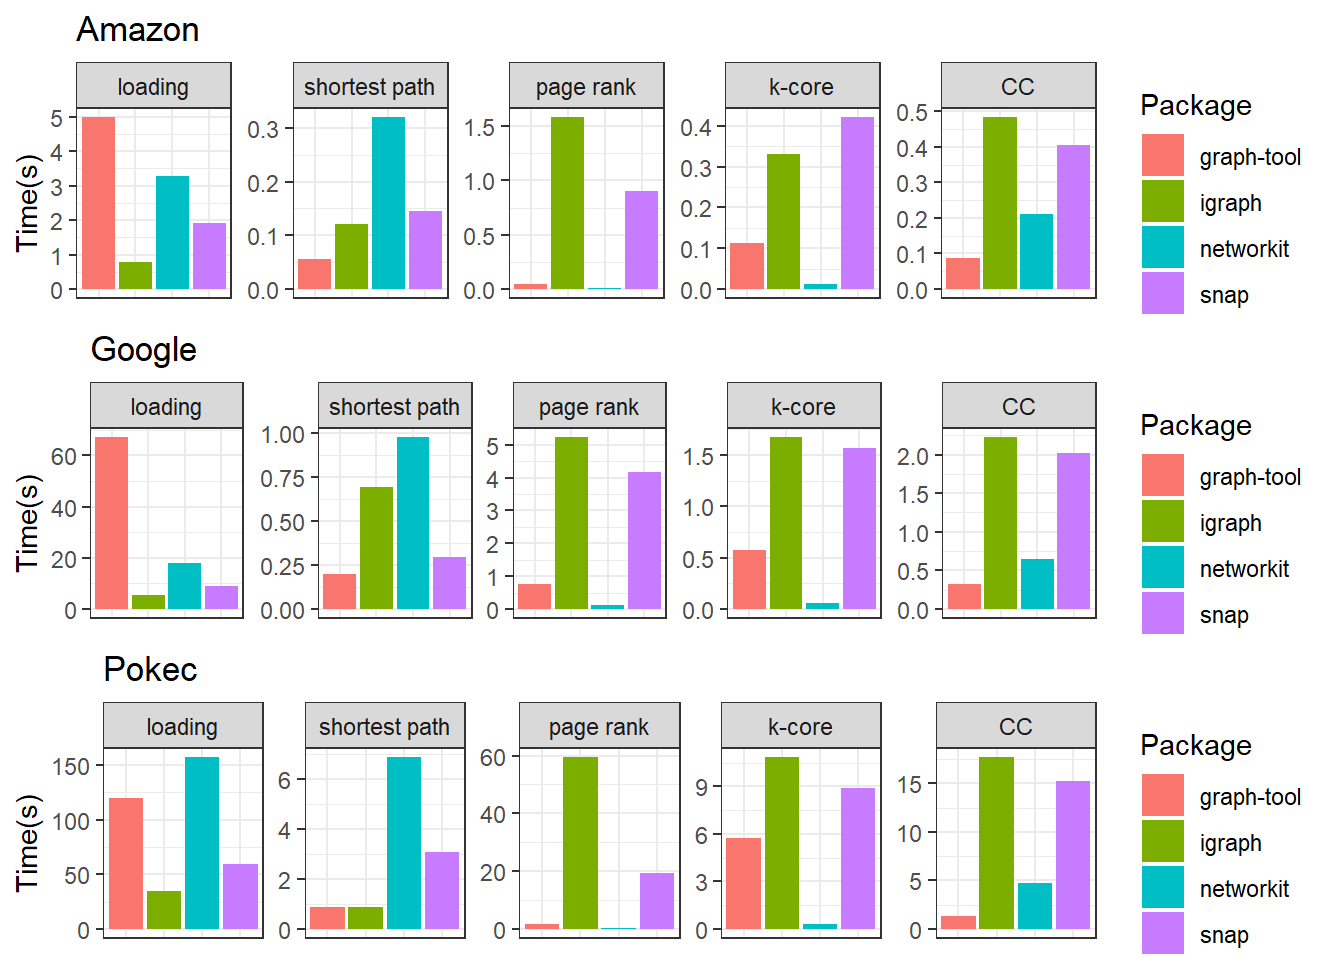 Amazon
loading shortest path page rank k-core CC
Time(s)
5 4 3 2 1 0
0.3 0.2 0.1 0.0
1.5 1.0 0.5 0.0
0.4 0.3 0.2 0.1 0.0
0.5 0.4 0.3 0.2 0.1 0.0
Package
graph-tool
igraph
networkit
snap
Google
loading shortest path page rank k-core CC
Time(s)
60 40 20 0
1.00 0.75 0.50 0.25 0.00
5 4 3 2 1 0
1.5 1.0 0.5 0.0
2.0 1.5 1.0 0.5 0.0
Package
graph-tool
igraph
networkit
snap
Pokec
loading shortest path page rank k-core CC
Time(s)
150 100 50 0
6 4 2 0
60 40 20 0
9 6 3 0
15 10 5 0
Package
graph-tool
igraph
networkit
snap